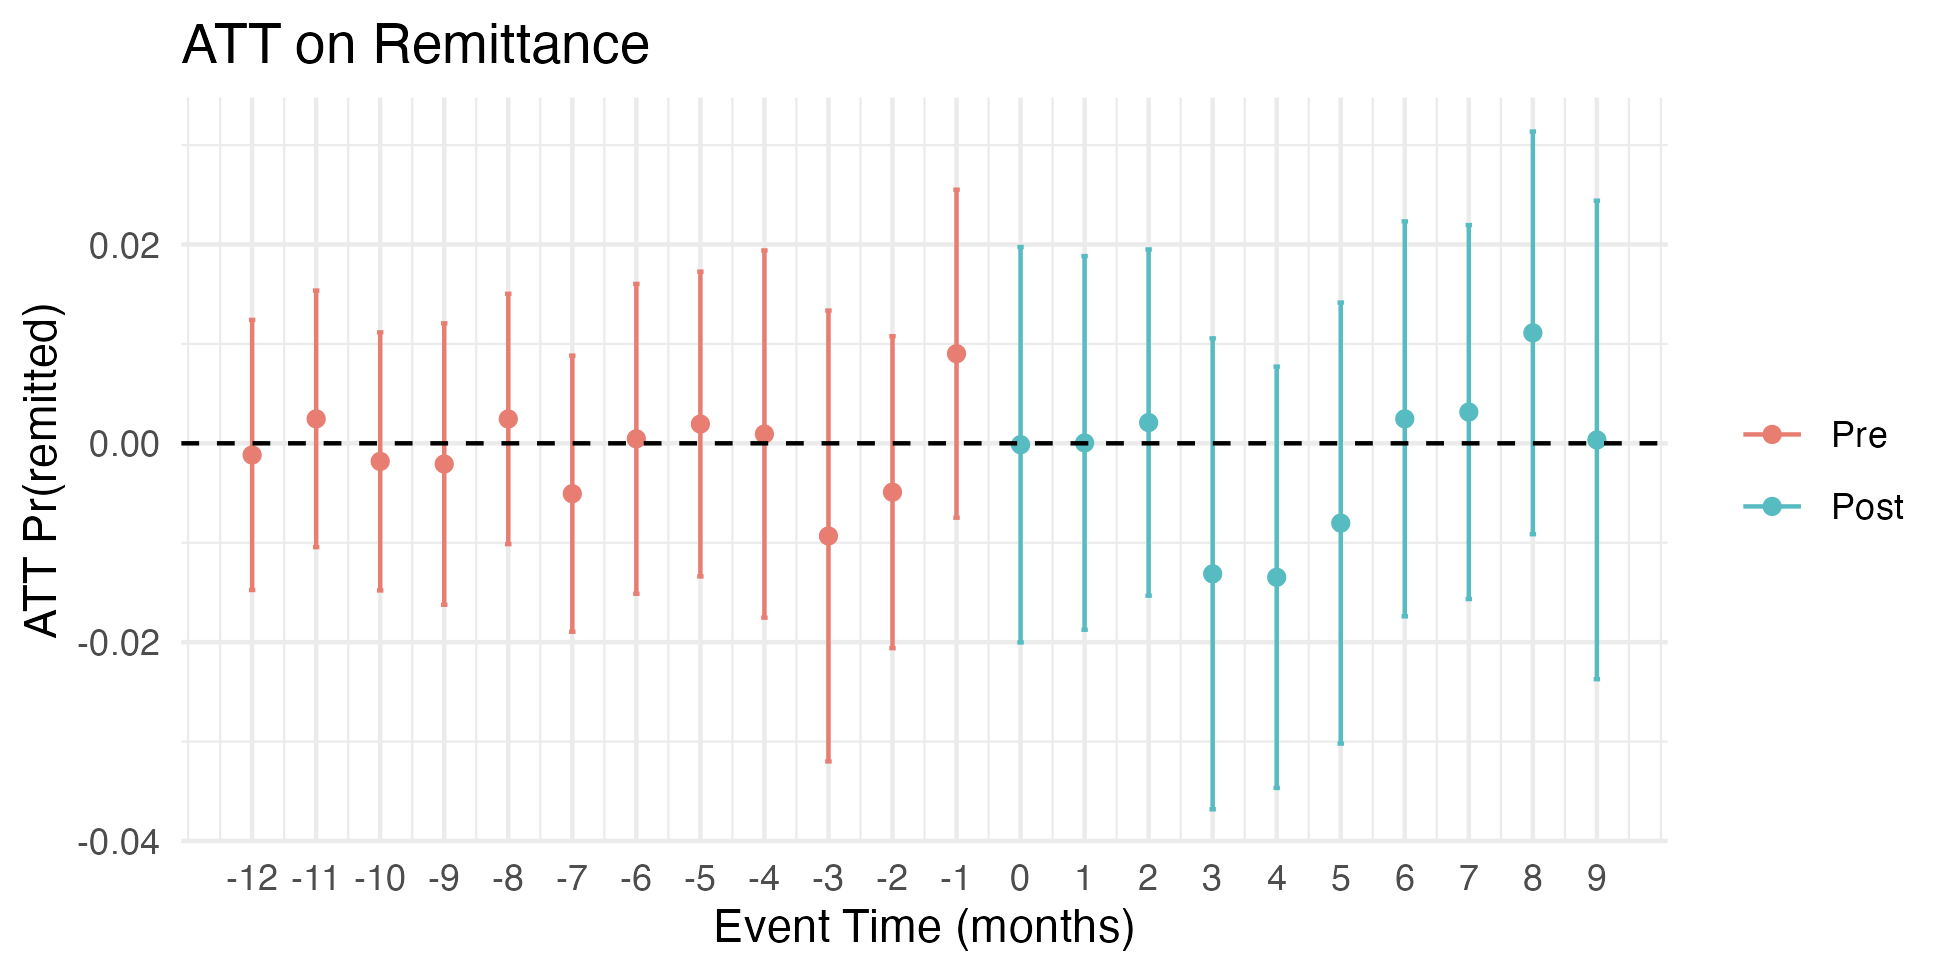 ATT on Remittance
ATT Pr(remitted)
0.02
0.00
-0.02
-0.04
-12 -11 -10 -9 -8 -7 -6 -5 -4 -3 -2 -1 0 1 2 3 4 5 6 7 8 9
Event Time (months)
Pre
Post